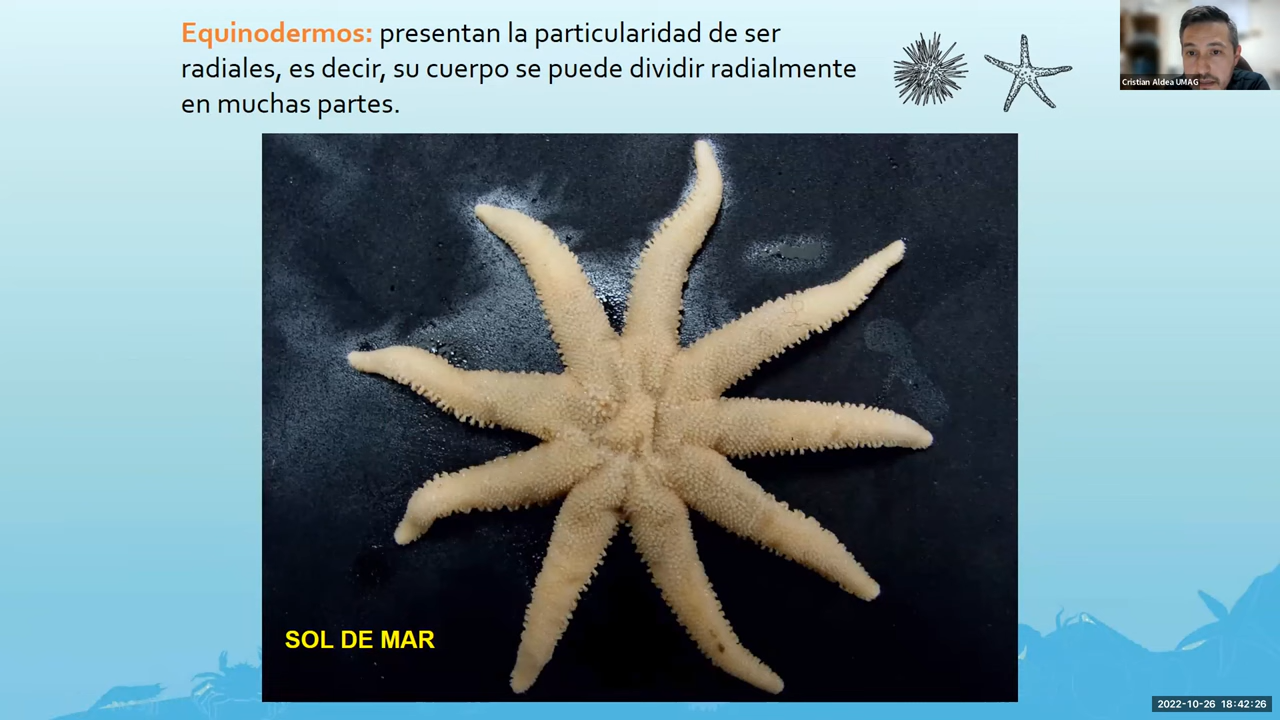 Equinodermos: presentan la particularidad de ser
radiales, es decir, su cuerpo se puede dividir radialmente
en muchas partes.
Cristian Aldea UMAG
SOL DE MAR
2022-10-26 18:42:26